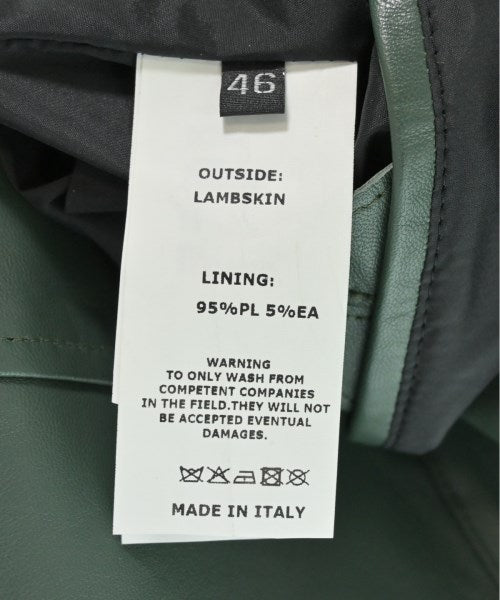 46
OUTSIDE:
LAMBSKIN
LINING:
95%PL 5%EA
WARNING
TO ONLY WASH FROM
COMPETENT COMPANIES
IN THE FIELD.THEY WILL NOT
BE ACCEPTED EVENTUAL
DAMAGES.
MADE IN ITALY